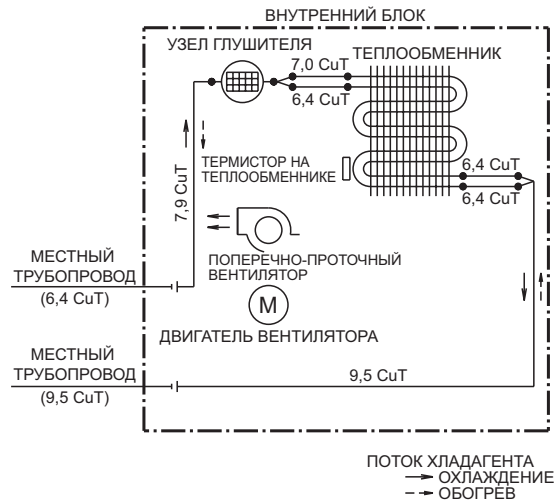 ВНУТРЕННИЙ БЛОК
УЗЕЛ ГЛУШИТЕЛЯ
ТЕПЛООБМЕННИК
7,0 CuT
6,4 CuT
7,9 CuT
ТЕРМИСТОР НА
ТЕПЛООБМЕННИКЕ
6,4 CuT
6,4 CuT
ПОПЕРЕЧНО-ПРОТОЧНЫЙ
ВЕНТИЛЯТОР
МЕСТНЫЙ
ТРУБОПРОВОД
(6,4 CuT)
M
ДВИГАТЕЛЬ ВЕНТИЛЯТОРА
МЕСТНЫЙ
ТРУБОПРОВОД
(9,5 CuT)
9,5 CuT
ПОТОК ХЛАДАГЕНТА
ОХЛАЖДЕНИЕ
ОБОГРЕВ